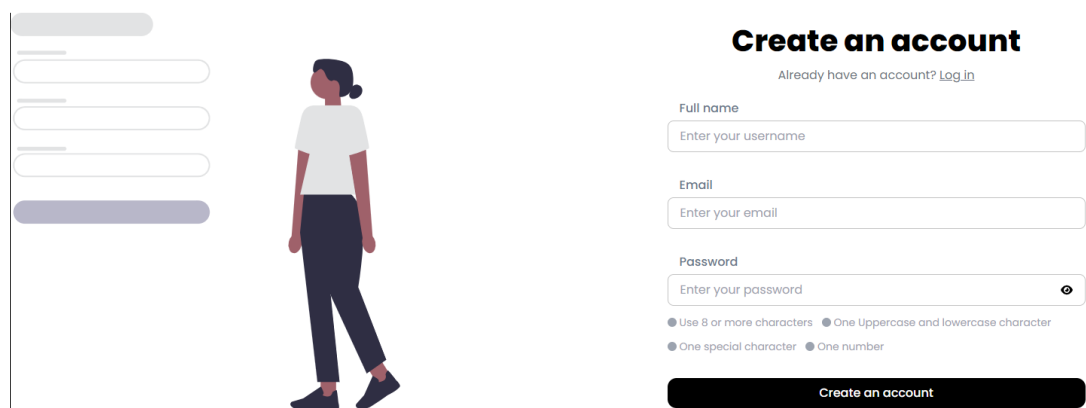 Create an account
Already have an account? Log in
Full name
Enter your username
Email
Enter your email
Password
Enter your password
Use 8 or more characters One Uppercase and lowercase character
One special character One number
Create an account